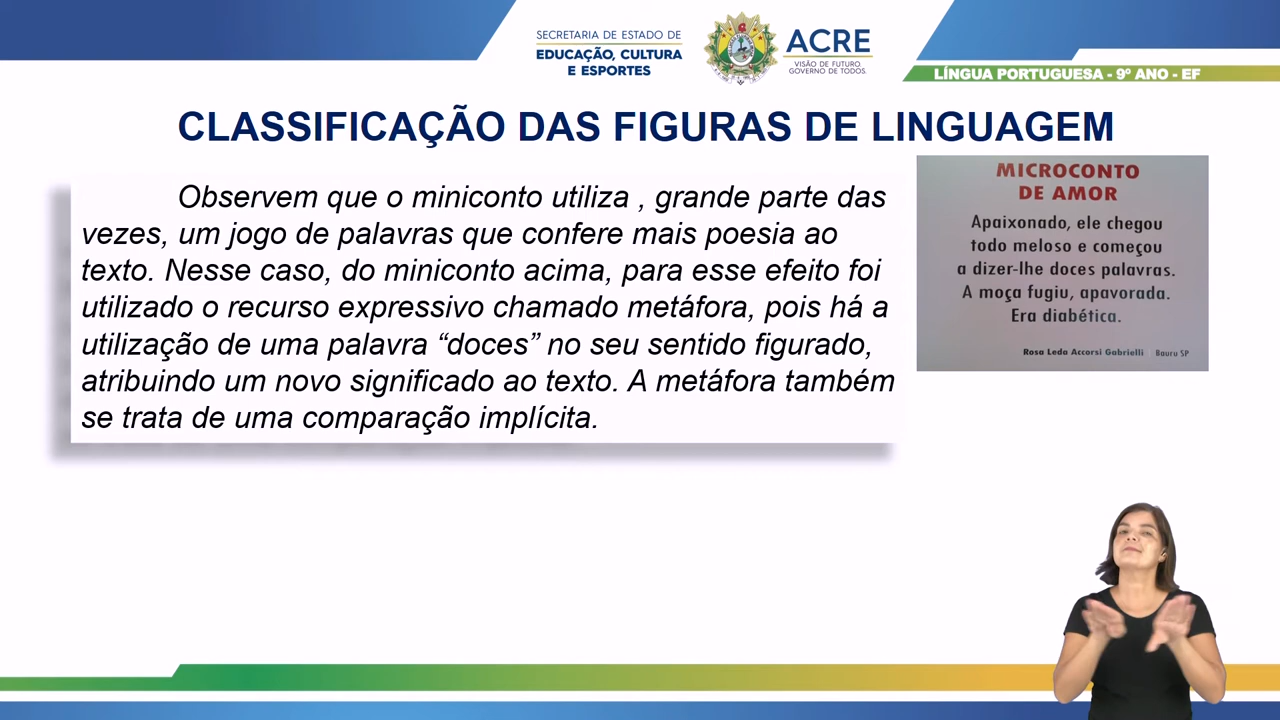 SECRETARIA DE ESTADO DE
EDUCAÇÃO, CULTURA
E ESPORTES
ACRE
VISÃO DE FUTURO.
GOVERNO DE TODOS.
LÍNGUA PORTUGUESA - 9º ANO - EF
CLASSIFICAÇÃO DAS FIGURAS DE LINGUAGEM
Observem que o miniconto utiliza , grande parte das
vezes, um jogo de palavras que confere mais poesia ao
texto. Nesse caso, do miniconto acima, para esse efeito foi
utilizado o recurso expressivo chamado metáfora, pois há a
utilização de uma palavra “doces” no seu sentido figurado,
atribuindo um novo significado ao texto. A metáfora também
se trata de uma comparação implícita.
MICROCONTO
DE AMOR
Apaixonado, ele chegou
todo meloso e começou
a dizer-lhe doces palavras.
A moça fugiu, apavorada.
Era diabética.
Rosa Leda Accorsi Gabrielli | Bauru SP